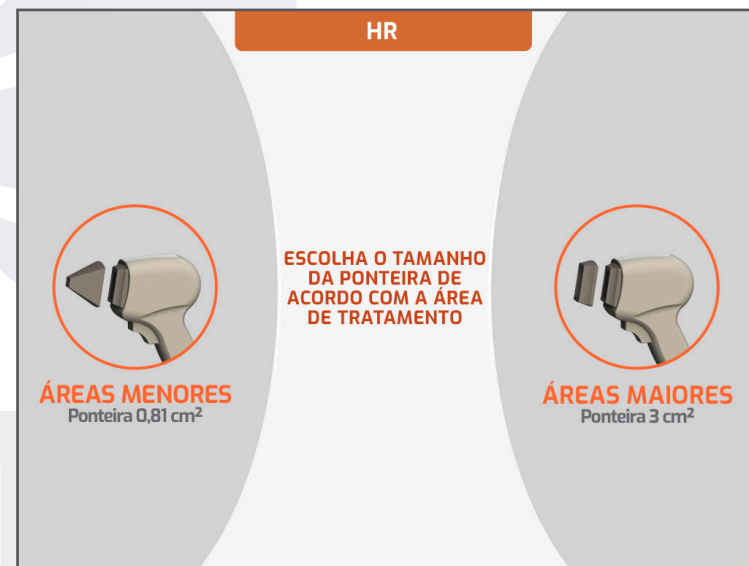 HR
ESCOLHA O TAMANHO
DA PONTEIRA DE
ACORDO COM A ÁREA
DE TRATAMENTO
ÁREAS MENORES
Ponteira 0,81 cm²
ÁREAS MAIORES
Ponteira 3 cm²